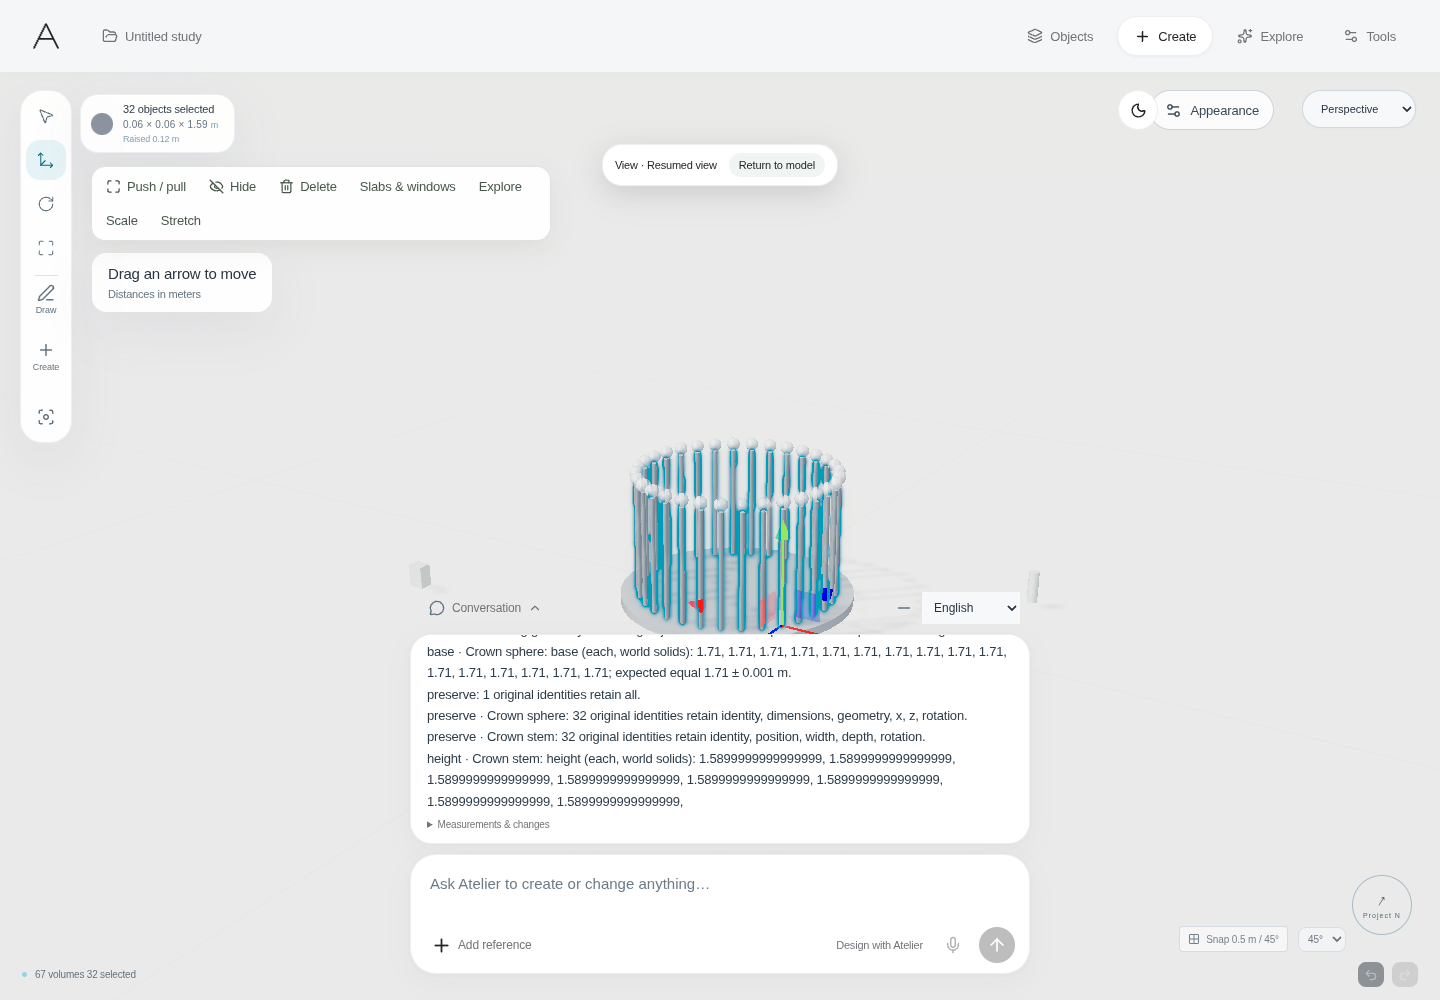 Untitled study
Objects
Create
Explore
Tools
32 objects selected
0.06 × 0.06 × 1.59 m
Raised 0.12 m
Appearance
Perspective
View · Resumed view
Return to model
Push / pull
Hide
Delete
Slabs & windows
Explore
Scale
Stretch
Drag an arrow to move
Distances in meters
Draw
Create
Conversation
English
base · Crown sphere: base (each, world solids): 1.71, 1.71, 1.71, 1.71, 1.71, 1.71, 1.71, 1.71, 1.71, 1.71,
1.71, 1.71, 1.71, 1.71, 1.71, 1.71; expected equal 1.71 ± 0.001 m.
preserve: 1 original identities retain all.
preserve · Crown sphere: 32 original identities retain identity, dimensions, geometry, x, z, rotation.
preserve · Crown stem: 32 original identities retain identity, position, width, depth, rotation.
height · Crown stem: height (each, world solids): 1.5899999999999999, 1.5899999999999999,
1.5899999999999999, 1.5899999999999999, 1.5899999999999999, 1.5899999999999999,
1.5899999999999999, 1.5899999999999999,
Measurements & changes
Ask Atelier to create or change anything…
Add reference
Design with Atelier
Project N
Snap 0.5 m / 45°
45°
67 volumes 32 selected